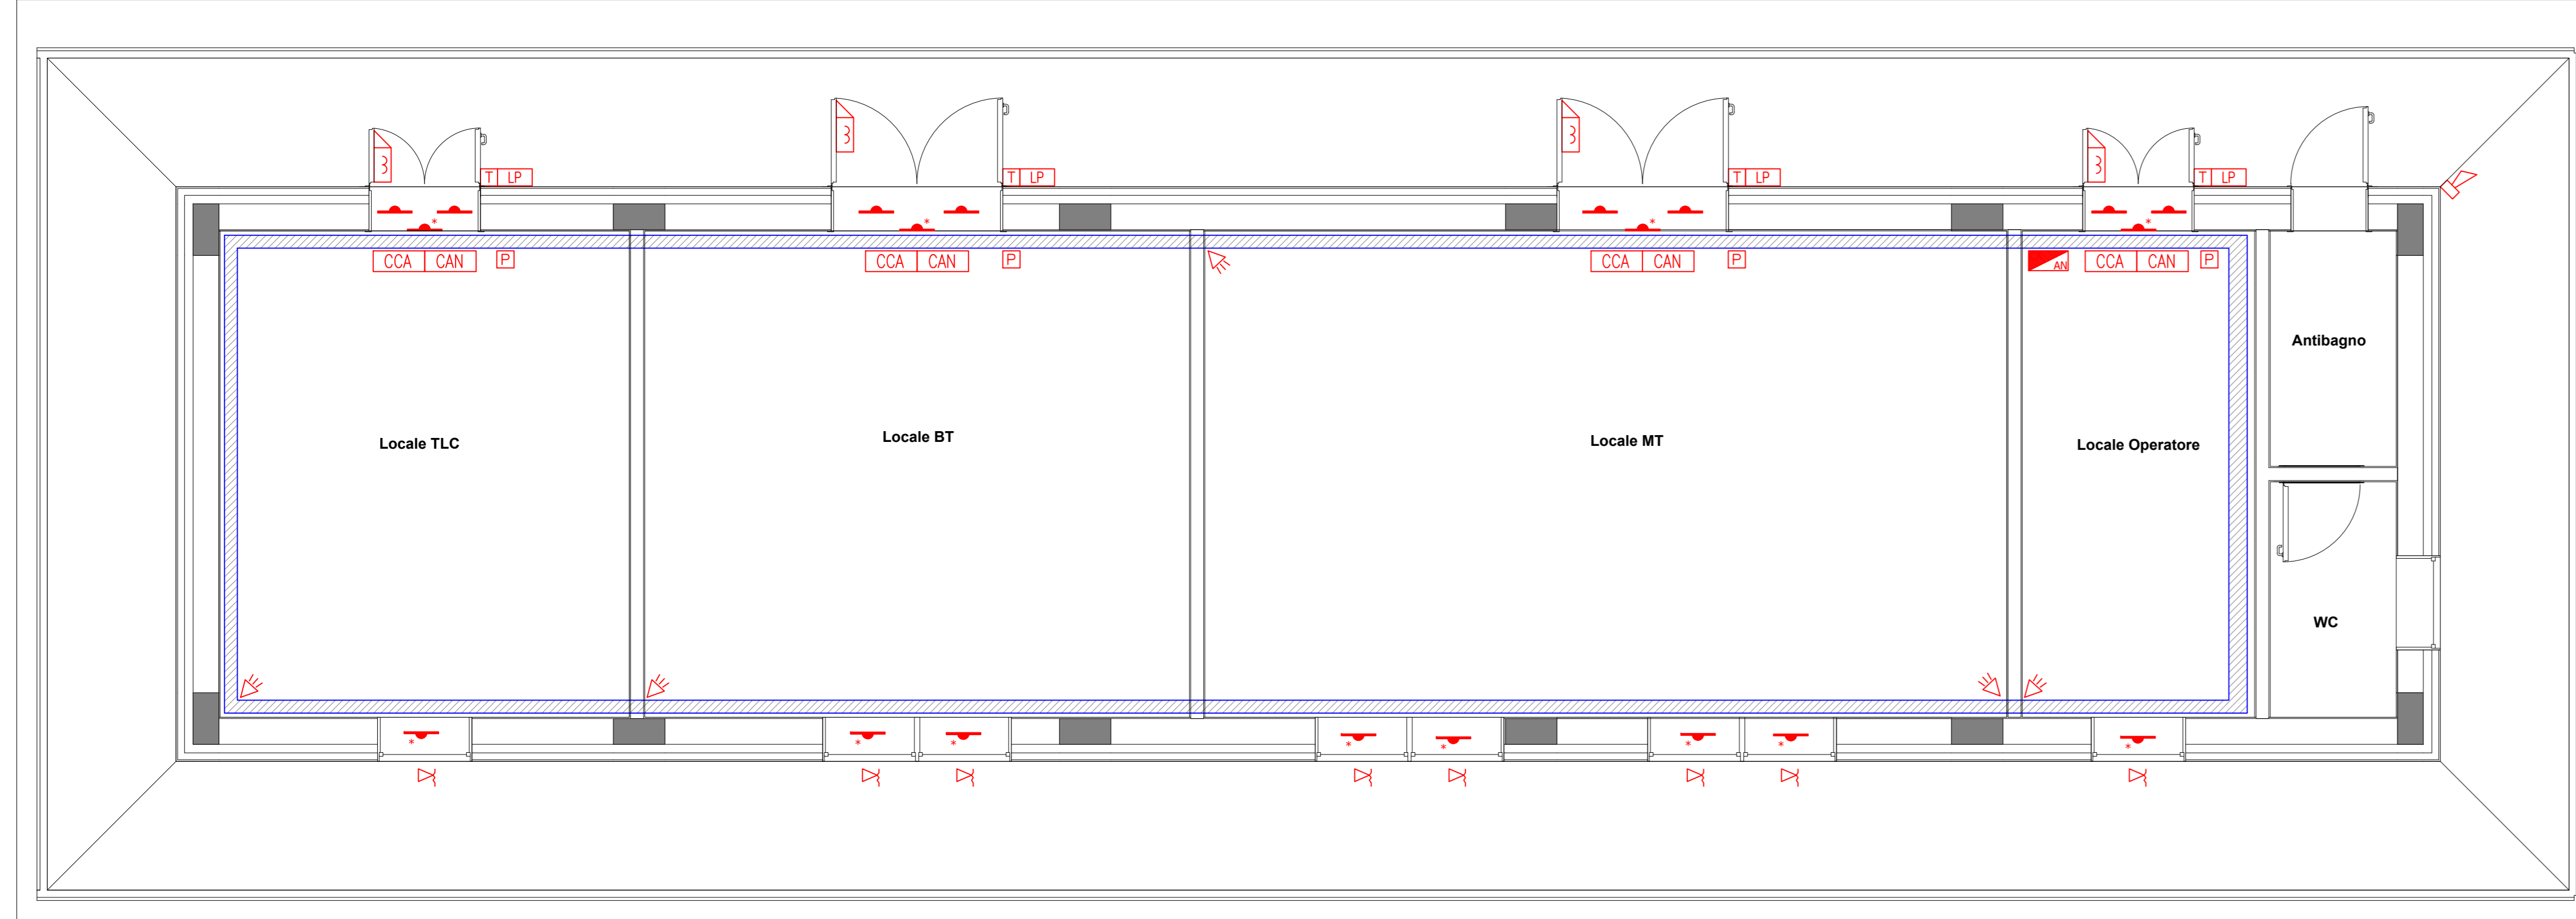 T LP
T LP
T LP
T LP
*
*
*
*
CCA CAN P
CCA CAN P
CCA CAN P
AN CCA CAN P
Antibagno
Locale TLC
Locale BT
Locale MT
Locale Operatore
WC
*
*
*
*
*
*
*
*